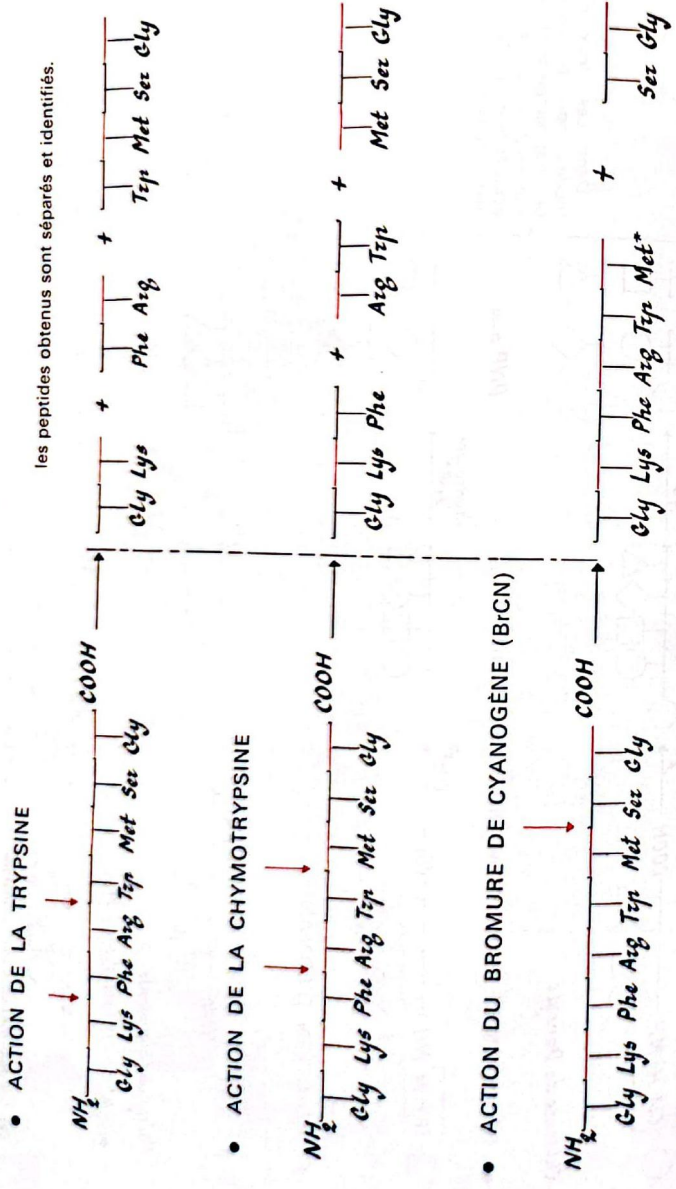 les peptides obtenus sont séparés et identifiés.
• ACTION DE LA TRYPSINE
NH2 COOH
Gly Lys Phe Arg Trp Met Ser Gly
Gly Lys + Phe Arg + Trp Met Ser Gly
• ACTION DE LA CHYMOTRYPSINE
NH2 COOH
Gly Lys Phe Arg Trp Met Ser Gly
Gly Lys Phe + Arg Trp + Met Ser Gly
• ACTION DU BROMURE DE CYANOGÈNE (BrCN)
NH2 COOH
Gly Lys Phe Arg Trp Met Ser Gly
Gly Lys Phe Arg Trp Met* + Ser Gly